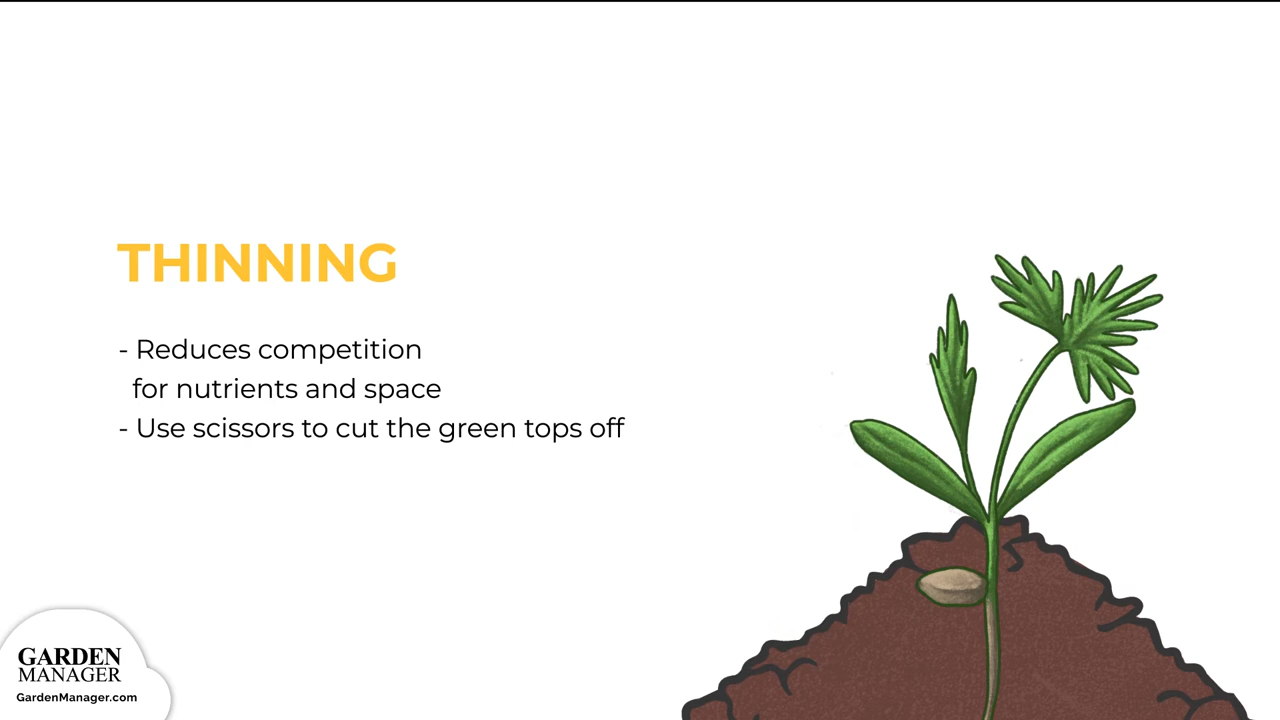 THINNING
- Reduces competition
for nutrients and space
- Use scissors to cut the green tops off
GARDEN
MANAGER
GardenManager.com